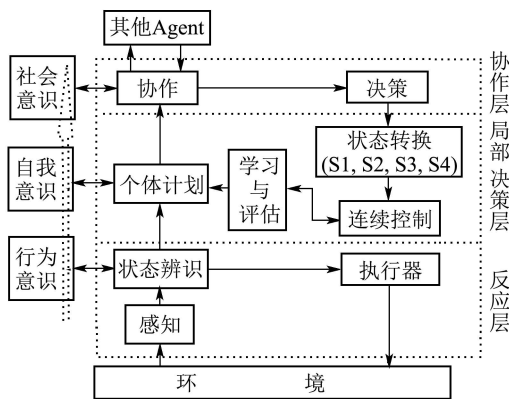 其他Agent
社会
意识
协作
决策
协作层
状态转换
(S1, S2, S3, S4)
自我
意识
个体计划
学习
与
评估
连续控制
局部决策层
行为
意识
状态辨识
执行器
感知
反应层
环 境